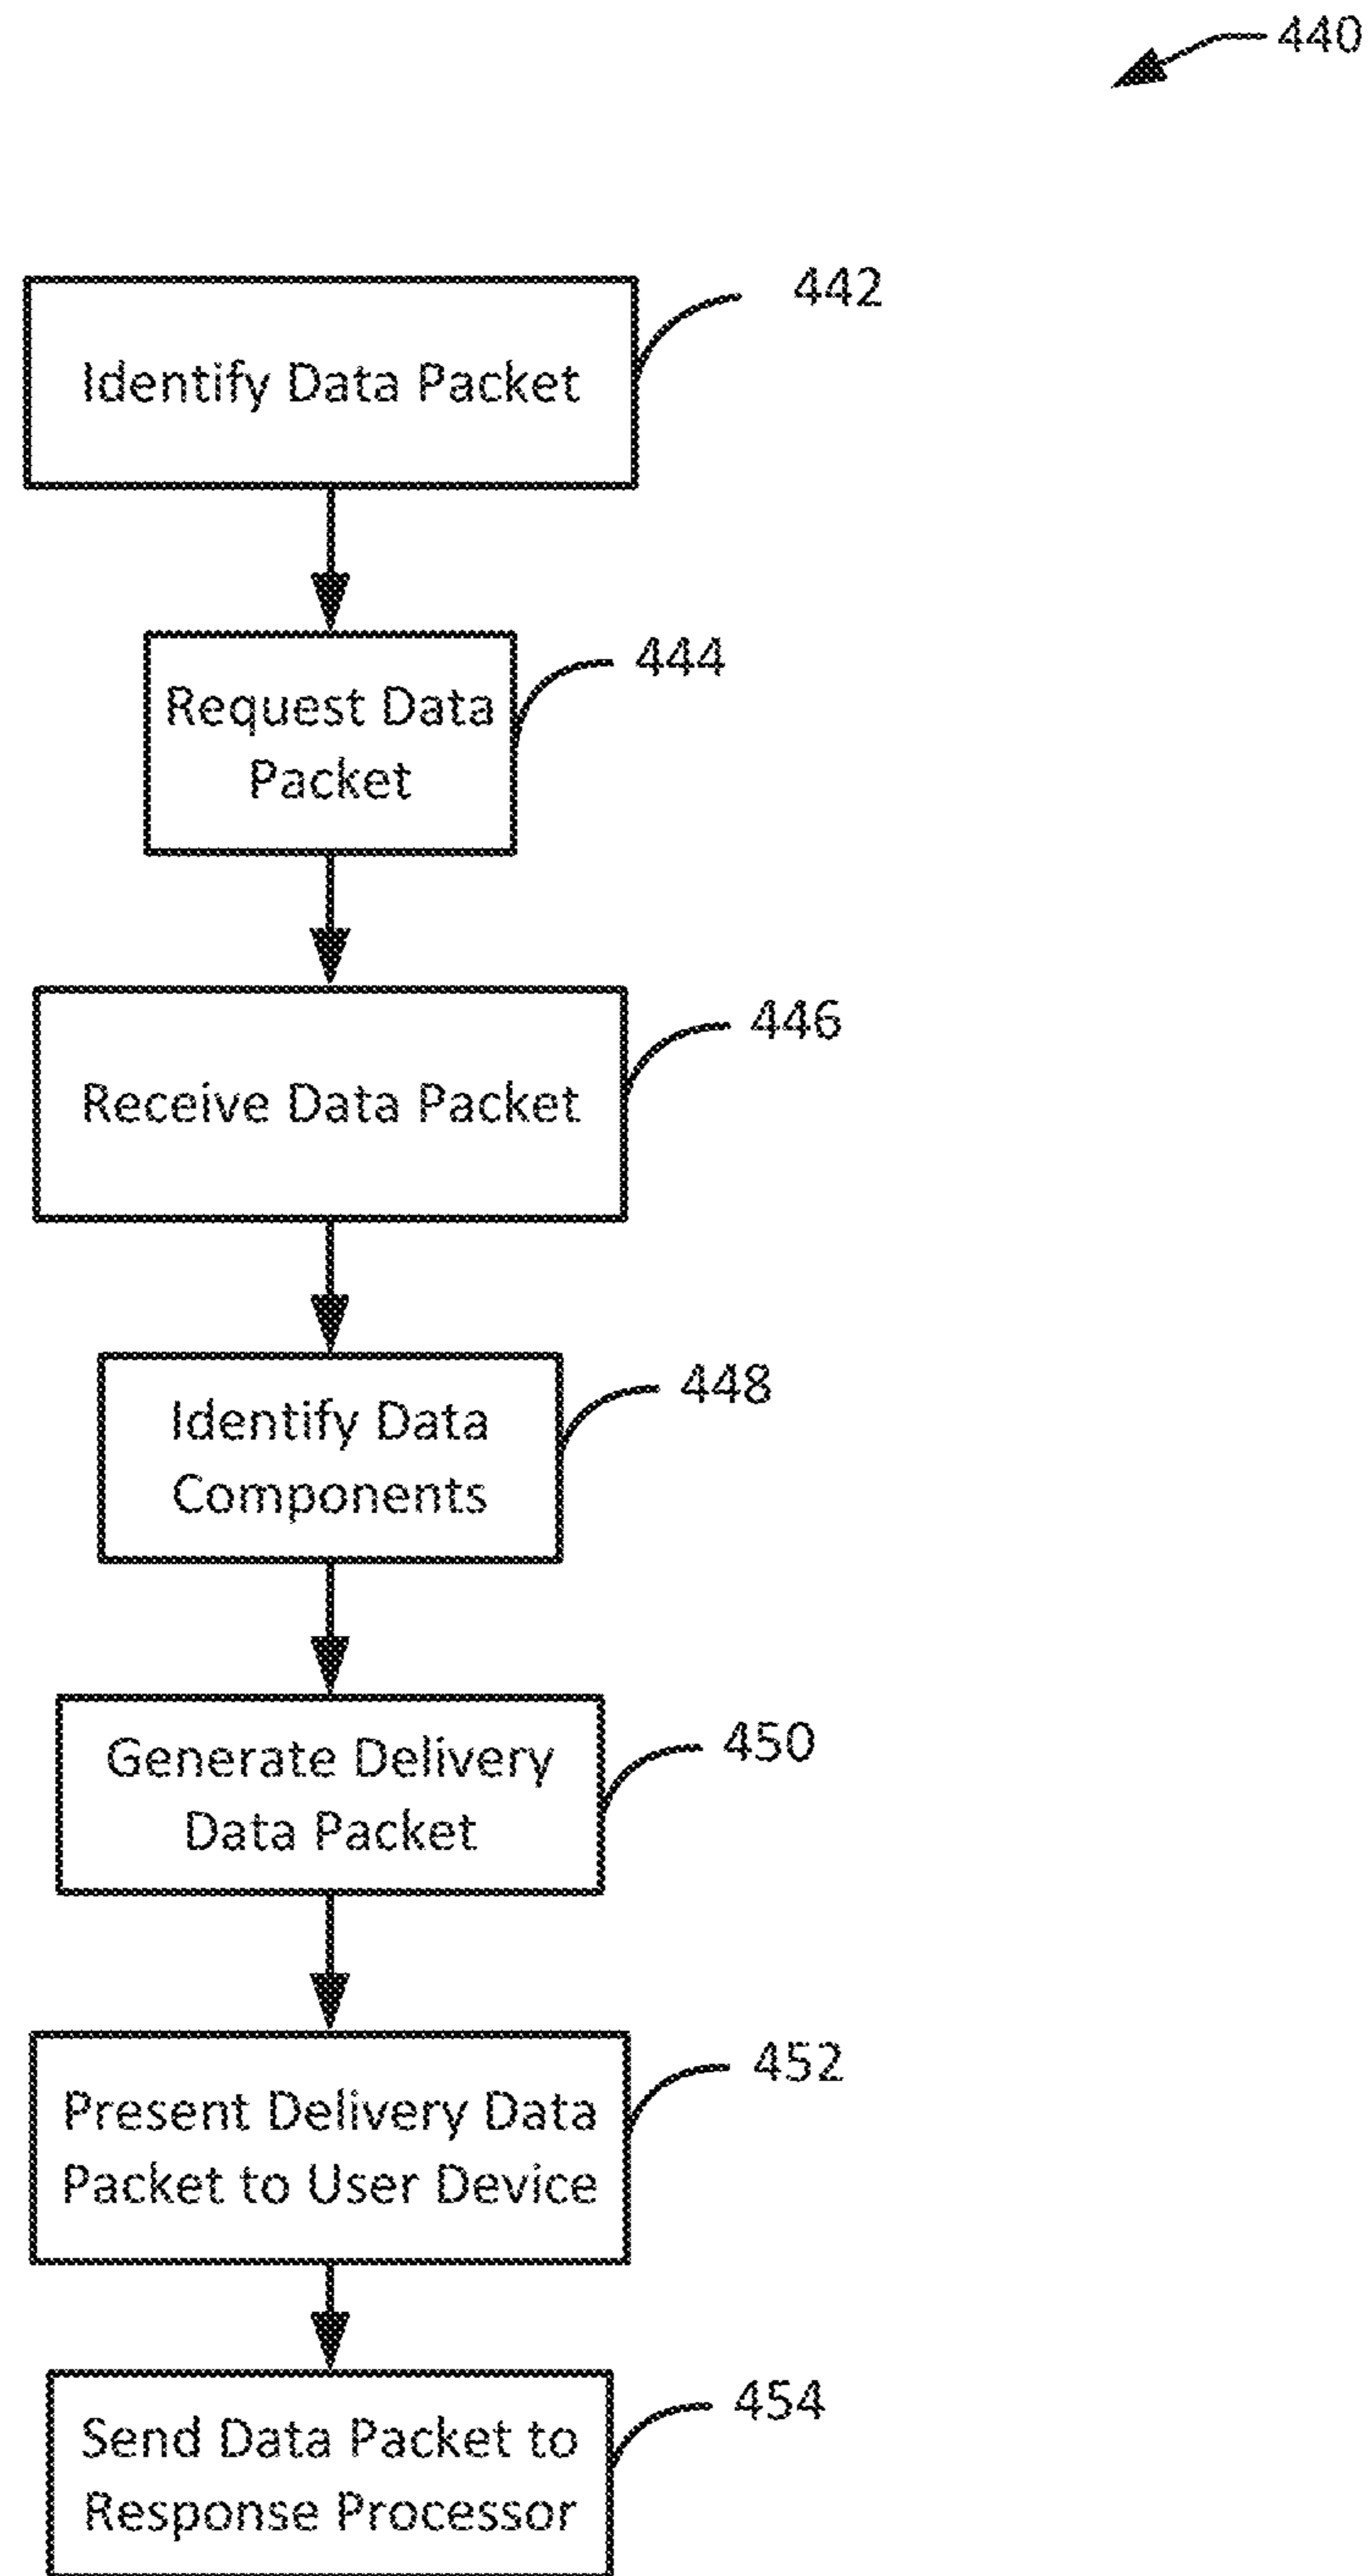 440
442
Identify Data Packet
444
Request Data
Packet
446
Receive Data Packet
448
Identify Data
Components
450
Generate Delivery
Data Packet
452
Present Delivery Data
Packet to User Device
454
Send Data Packet to
Response Processor